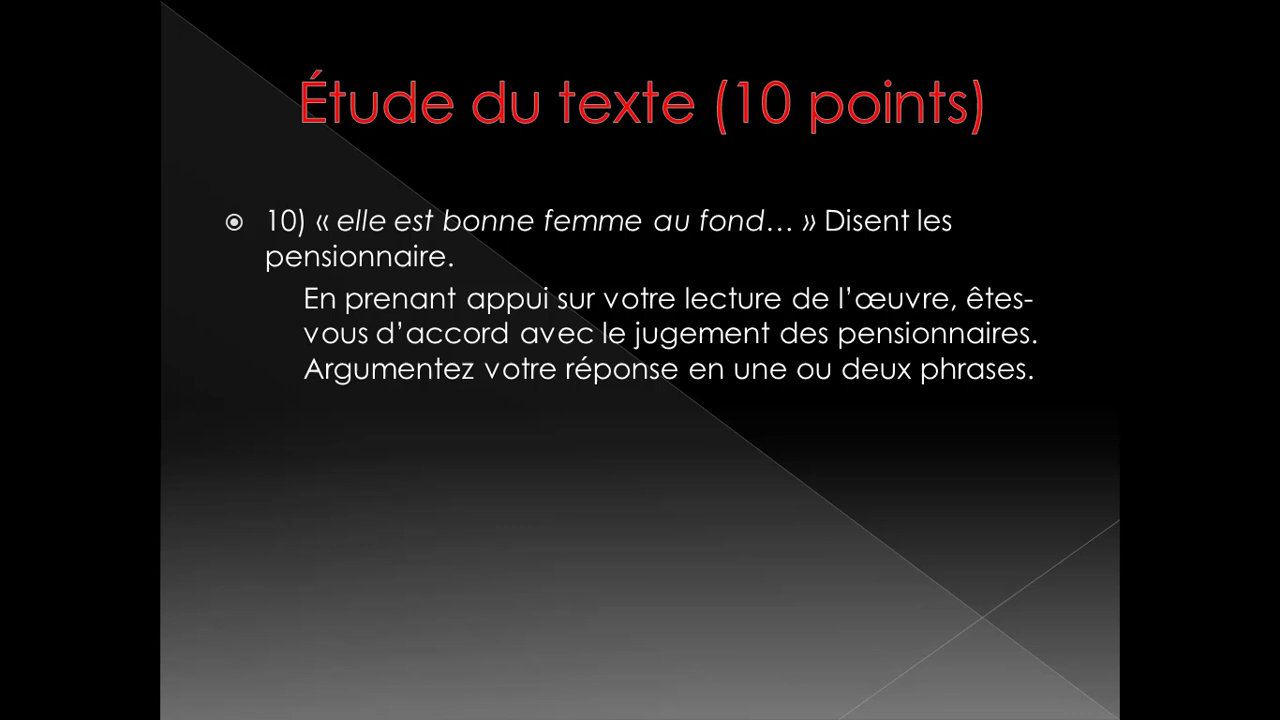 Étude du texte (10 points)
10) « elle est bonne femme au fond… » Disent les
pensionnaire.
En prenant appui sur votre lecture de l’œuvre, êtes-
vous d’accord avec le jugement des pensionnaires.
Argumentez votre réponse en une ou deux phrases.